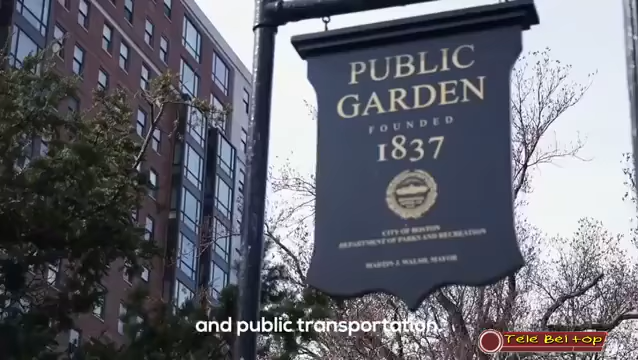 PUBLIC
GARDEN
FOUNDED
1837
CITY OF BOSTON
DEPARTMENT OF PARKS AND RECREATION
MARTIN J. WALSH, MAYOR
and public transportation.
Tele Bel top